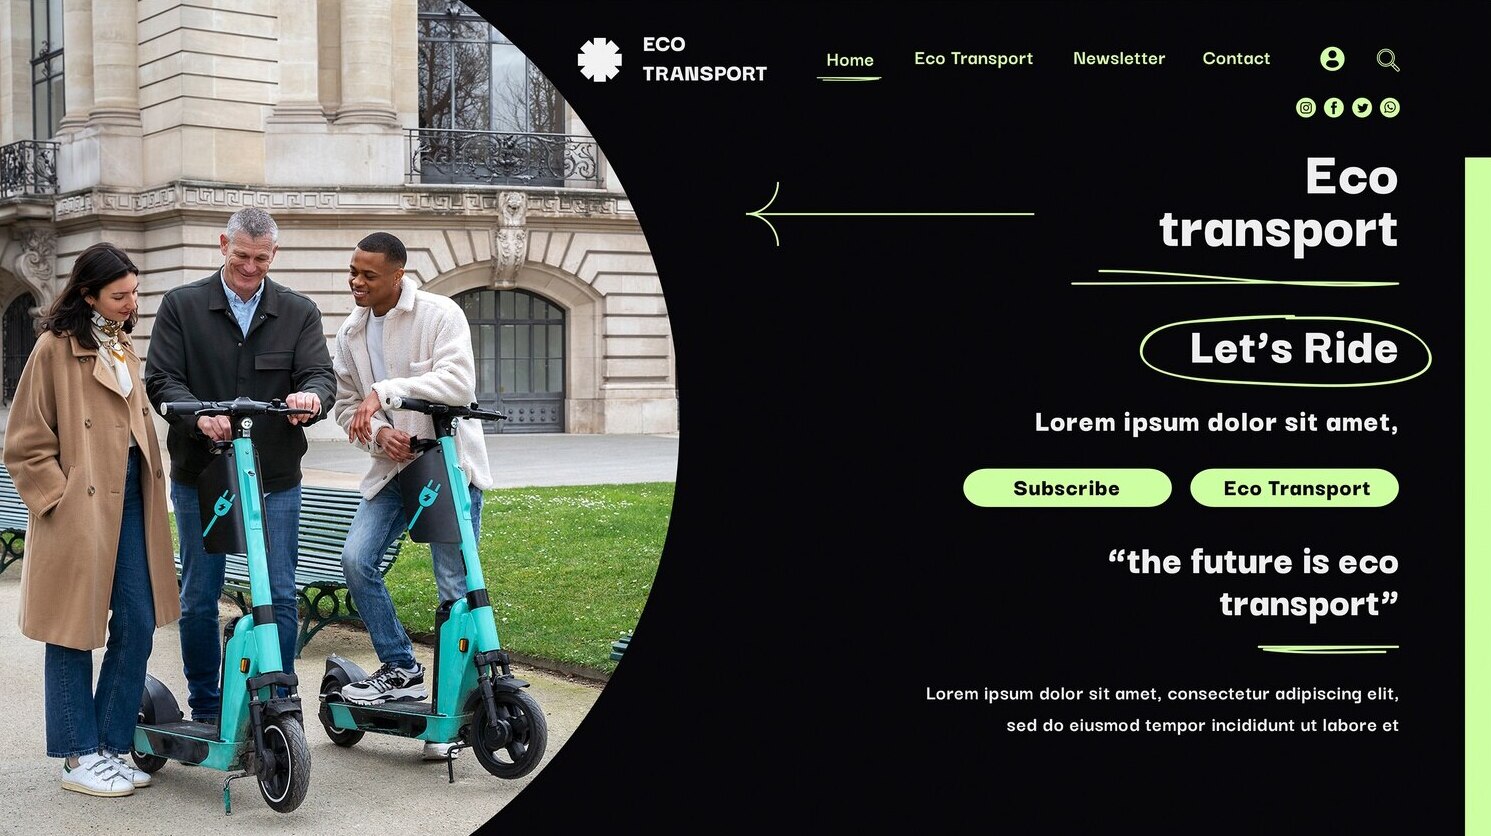 ECO
TRANSPORT
Home Eco Transport Newsletter Contact
Eco
transport
Let’s Ride
Lorem ipsum dolor sit amet,
Subscribe Eco Transport
“the future is eco
transport”
Lorem ipsum dolor sit amet, consectetur adipiscing elit,
sed do eiusmod tempor incididunt ut labore et